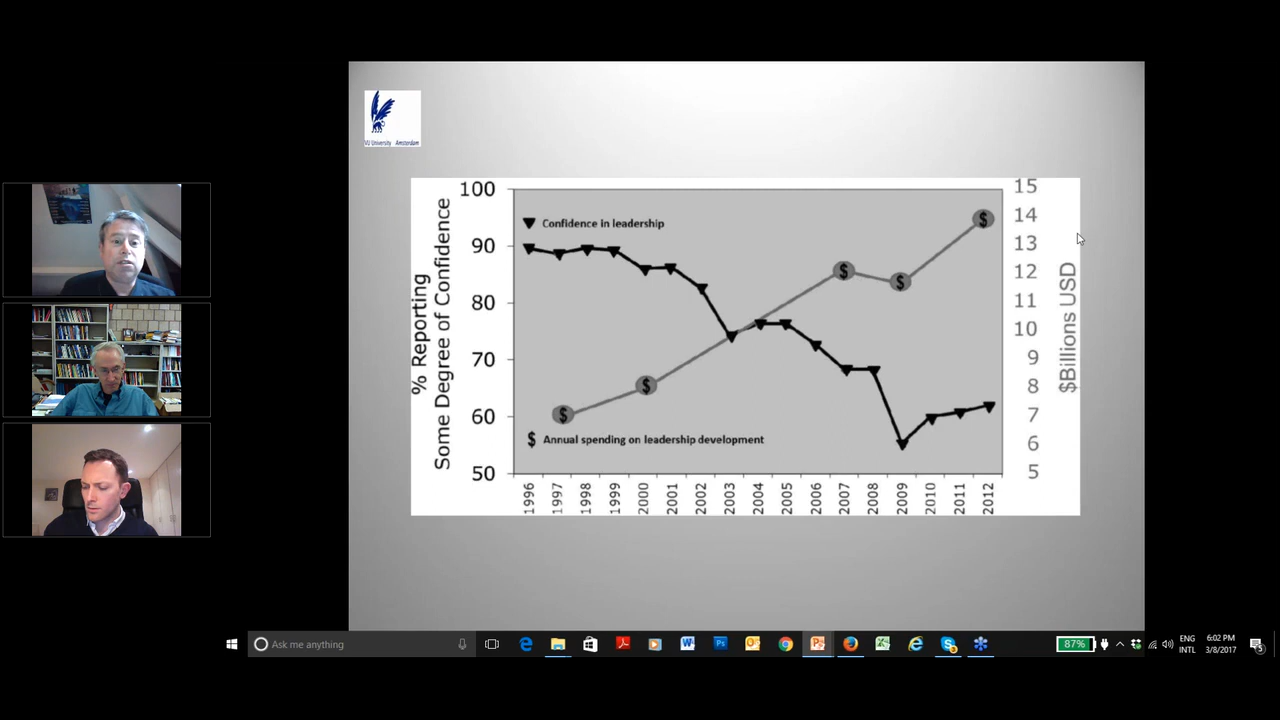 VU University Amsterdam
100
90
80
70
60
50
% Reporting
Some Degree of Confidence
Confidence in leadership
$ Annual spending on leadership development
$
$
$
$
$
15
14
13
12
11
10
9
8
7
6
5
$Billions USD
1996 1997 1998 1999 2000 2001 2002 2003 2004 2005 2006 2007 2008 2009 2010 2011 2012
Ask me anything
87%
ENG
INTL
6:02 PM
3/8/2017